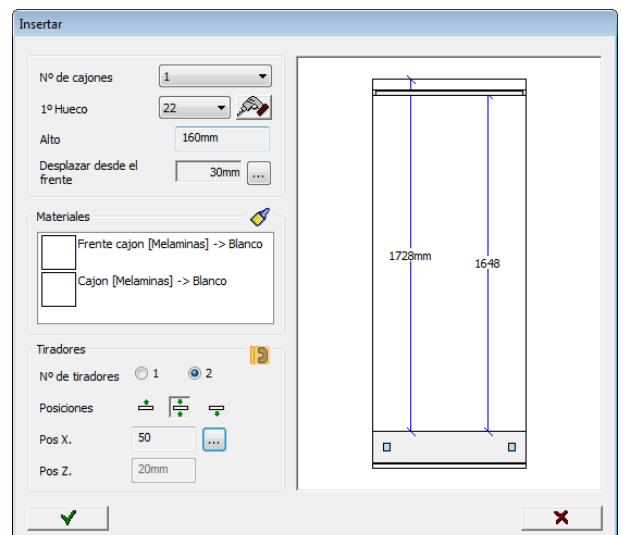 Insertar
Nº de cajones 1
1º Hueco 22
Alto 160mm
Desplazar desde el
frente 30mm ...
Materiales
Frente cajon [Melaminas] -> Blanco
Cajon [Melaminas] -> Blanco
Tiradores
Nº de tiradores 1 2
Posiciones
Pos X. 50 ...
Pos Z. 20mm
1728mm 1648